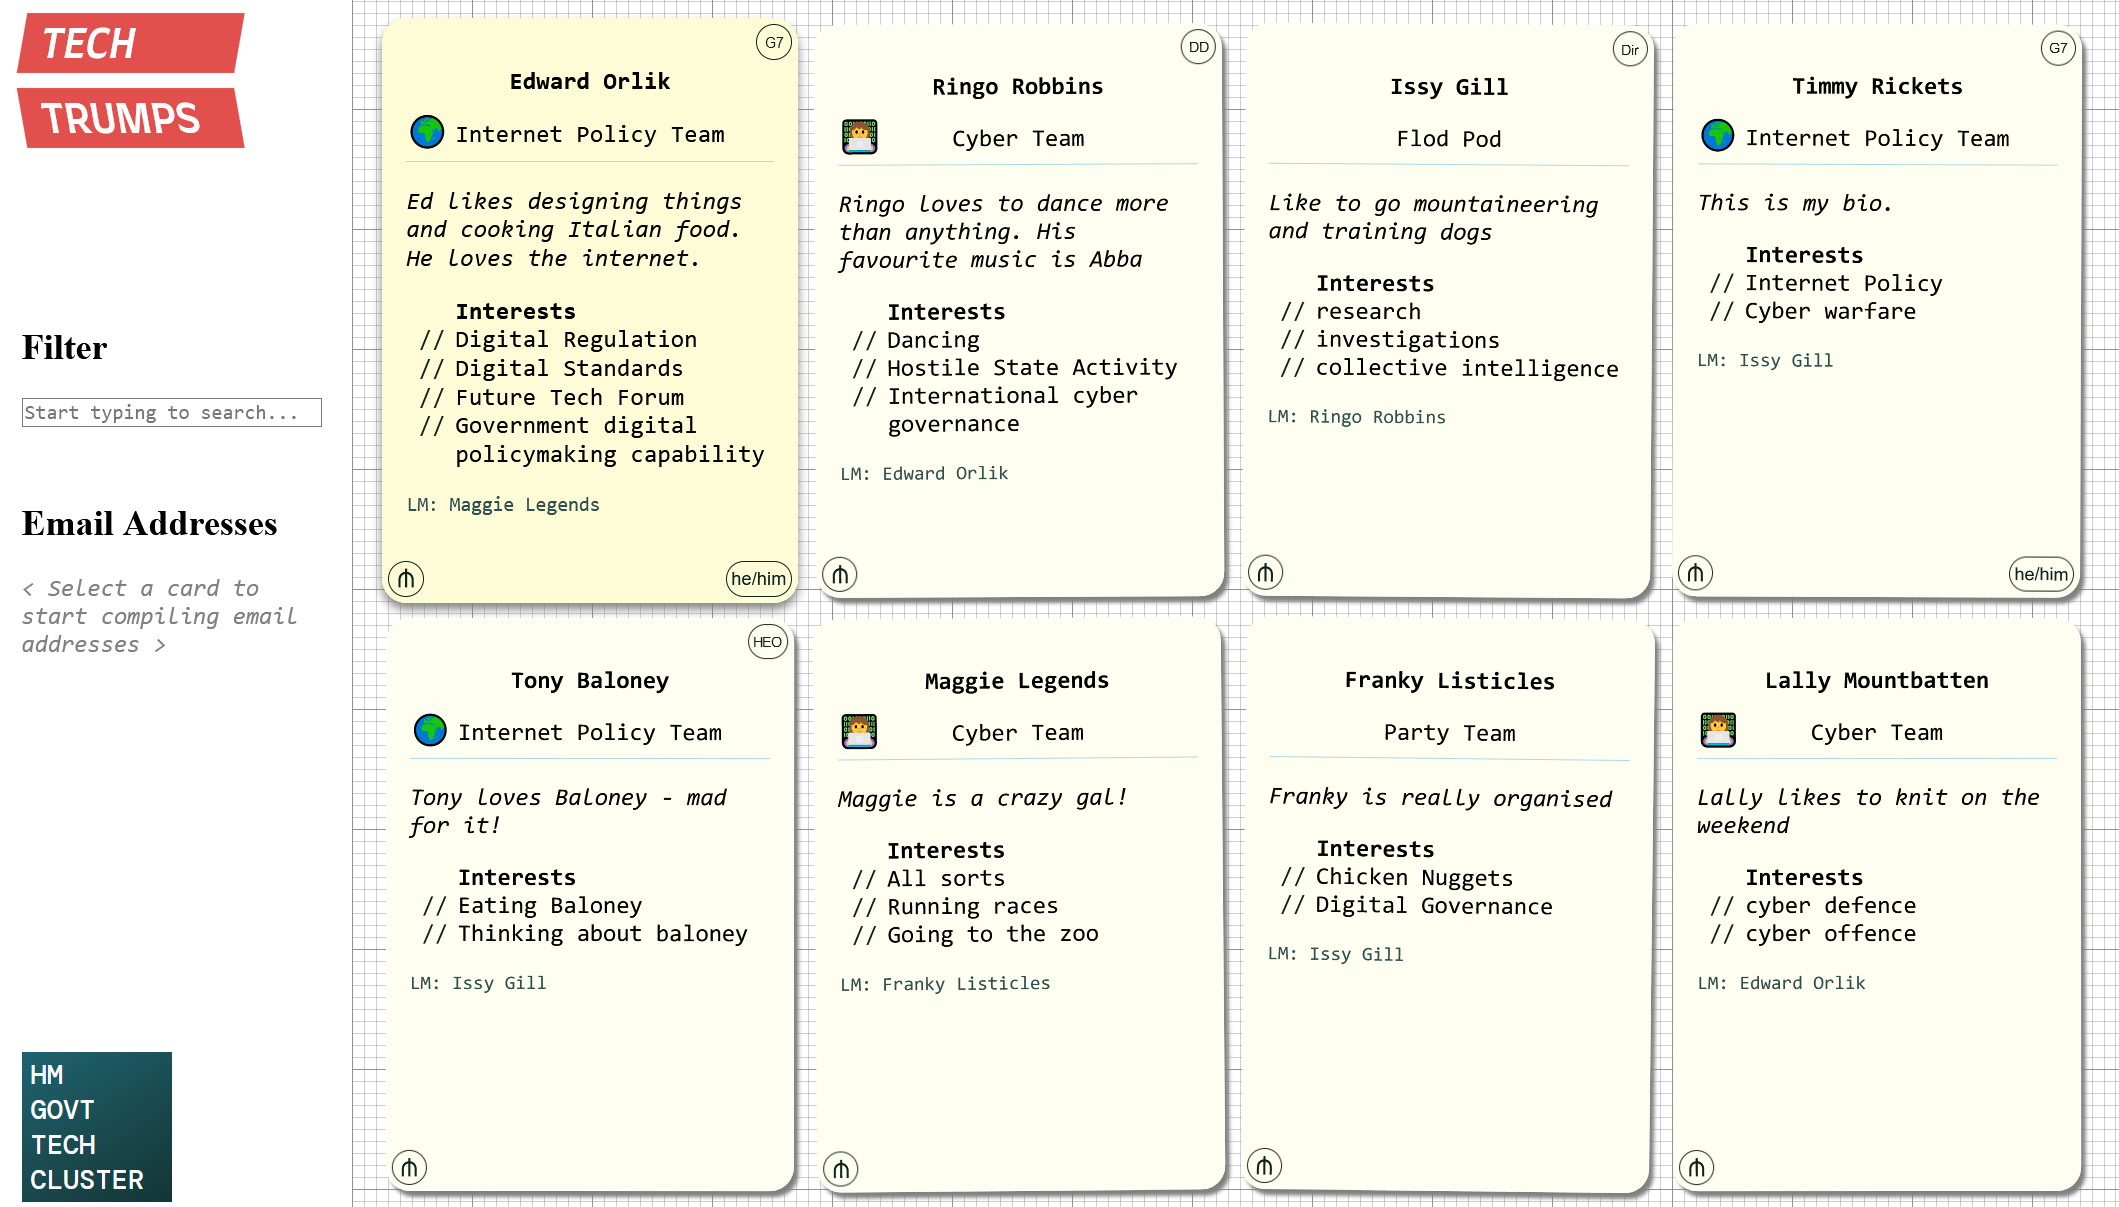 TECH
TRUMPS
Filter
Start typing to search...
Email Addresses
< Select a card to
start compiling email
addresses >
HM
GOVT
TECH
CLUSTER
G7
Edward Orlik
Internet Policy Team
Ed likes designing things
and cooking Italian food.
He loves the internet.
Interests
// Digital Regulation
// Digital Standards
// Future Tech Forum
// Government digital
policymaking capability
LM: Maggie Legends
he/him
DD
Ringo Robbins
Cyber Team
Ringo loves to dance more
than anything. His
favourite music is Abba
Interests
// Dancing
// Hostile State Activity
// International cyber
governance
LM: Edward Orlik
Dir
Issy Gill
Flod Pod
Like to go mountaineering
and training dogs
Interests
// research
// investigations
// collective intelligence
LM: Ringo Robbins
G7
Timmy Rickets
Internet Policy Team
This is my bio.
Interests
// Internet Policy
// Cyber warfare
LM: Issy Gill
he/him
HEO
Tony Baloney
Internet Policy Team
Tony loves Baloney - mad
for it!
Interests
// Eating Baloney
// Thinking about baloney
LM: Issy Gill
Maggie Legends
Cyber Team
Maggie is a crazy gal!
Interests
// All sorts
// Running races
// Going to the zoo
LM: Franky Listicles
Franky Listicles
Party Team
Franky is really organised
Interests
// Chicken Nuggets
// Digital Governance
LM: Issy Gill
Lally Mountbatten
Cyber Team
Lally likes to knit on the
weekend
Interests
// cyber defence
// cyber offence
LM: Edward Orlik